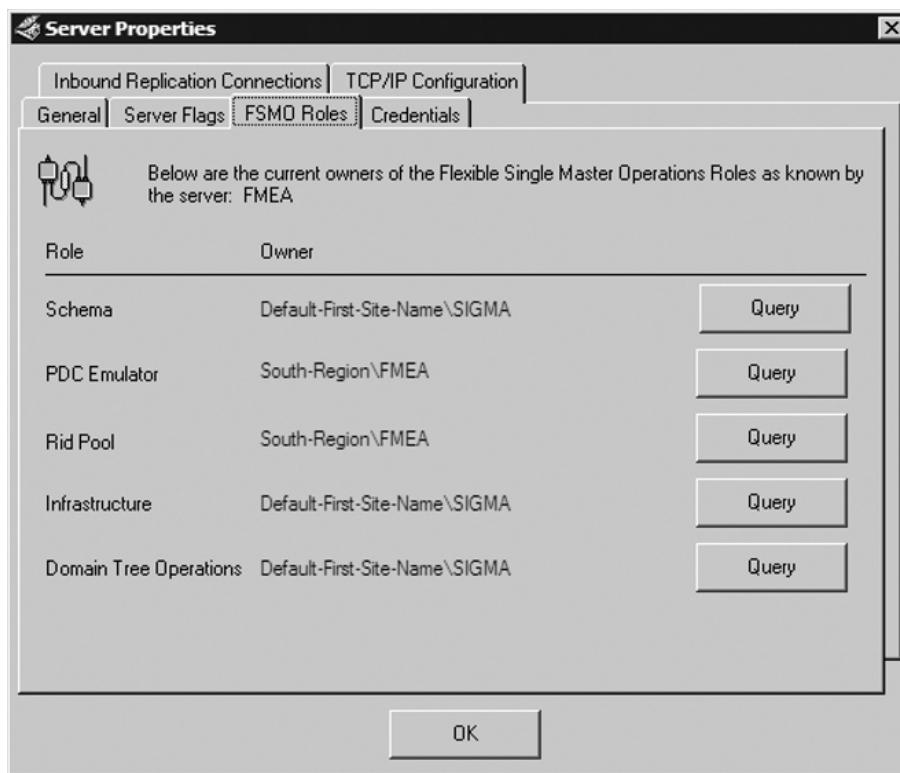 Server Properties
Inbound Replication Connections TCP/IP Configuration
General Server Flags FSMO Roles Credentials
Below are the current owners of the Flexible Single Master Operations Roles as known by
the server: FMEA
Role Owner
Schema Default-First-Site-Name\SIGMA Query
PDC Emulator South-Region\FMEA Query
Rid Pool South-Region\FMEA Query
Infrastructure Default-First-Site-Name\SIGMA Query
Domain Tree Operations Default-First-Site-Name\SIGMA Query
OK